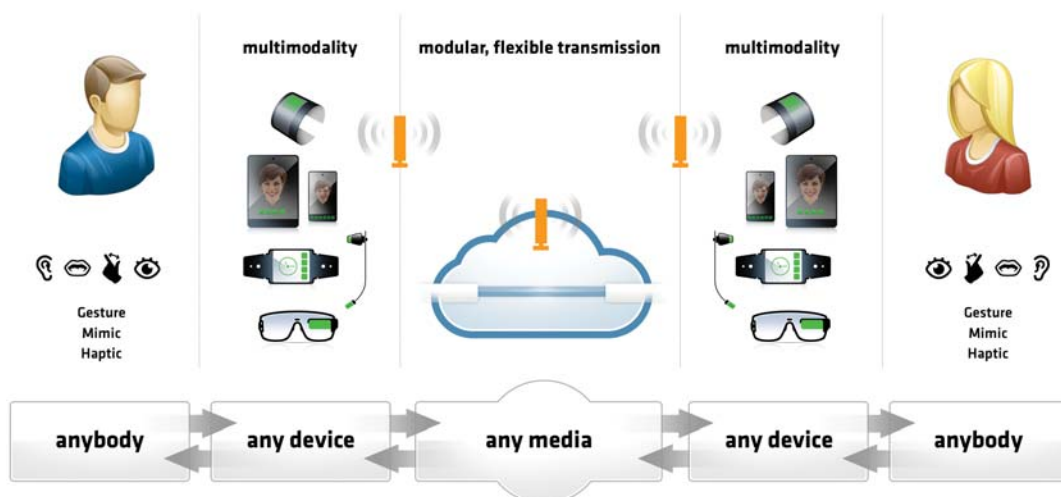 multimodality
modular, flexible transmission
multimodality
Gesture
Mimic
Haptic
Gesture
Mimic
Haptic
anybody
any device
any media
any device
anybody